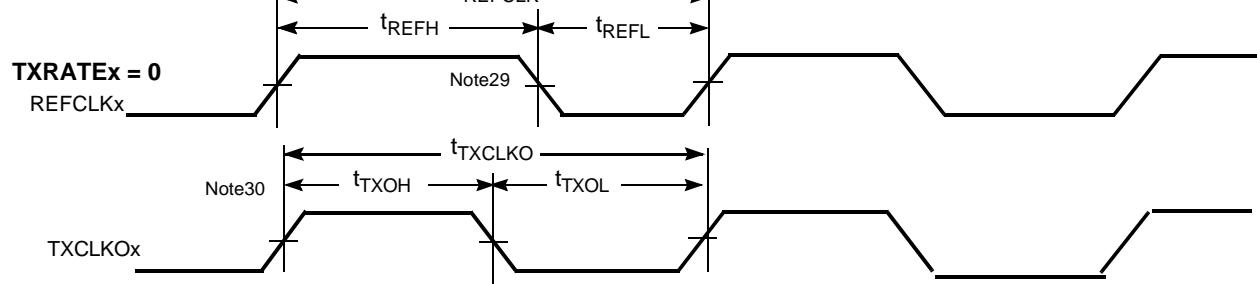 tREFH
tREFL
TXRATEx = 0
REFCLKx
Note29
tTXCLKO
Note30
tTXOH
tTXOL
TXCLKOx